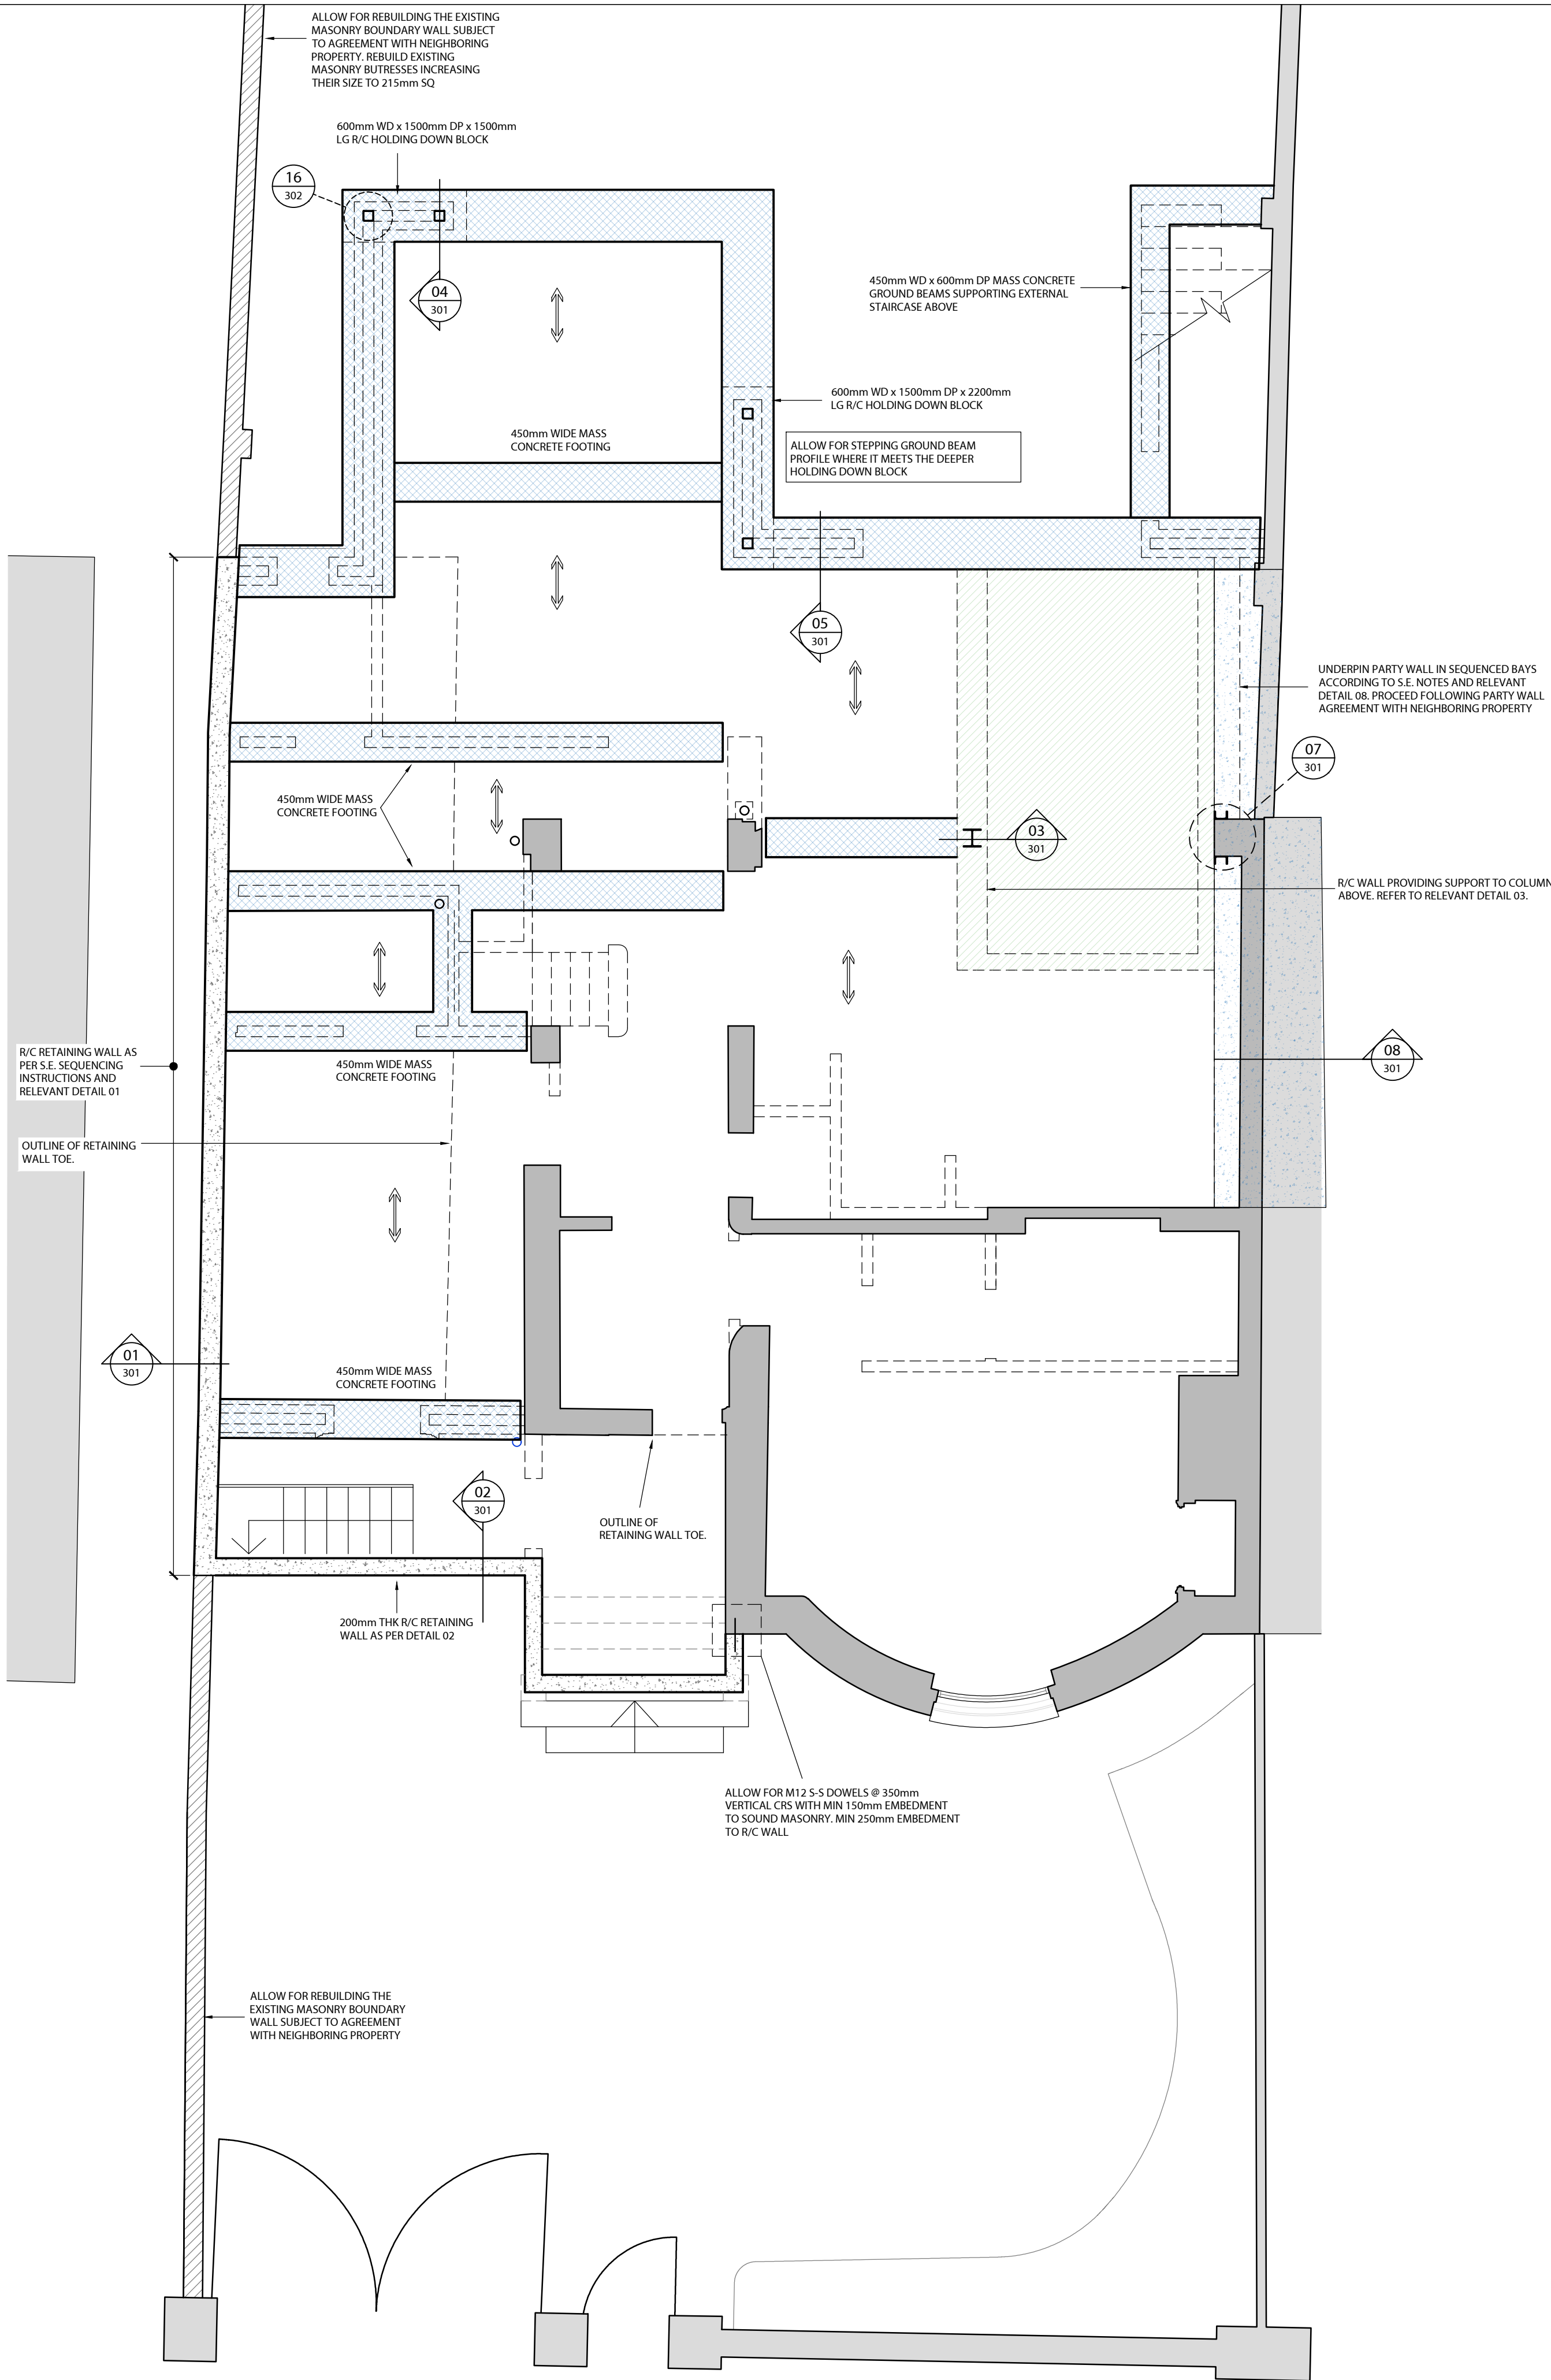 ALLOW FOR REBUILDING THE EXISTING
MASONRY BOUNDARY WALL SUBJECT
TO AGREEMENT WITH NEIGHBORING
PROPERTY. REBUILD EXISTING
MASONRY BUTRESSES INCREASING
THEIR SIZE TO 215mm SQ
600mm WD x 1500mm DP x 1500mm
LG R/C HOLDING DOWN BLOCK
16
302
04
301
450mm WD x 600mm DP MASS CONCRETE
GROUND BEAMS SUPPORTING EXTERNAL
STAIRCASE ABOVE
600mm WD x 1500mm DP x 2200mm
LG R/C HOLDING DOWN BLOCK
450mm WIDE MASS
CONCRETE FOOTING
ALLOW FOR STEPPING GROUND BEAM
PROFILE WHERE IT MEETS THE DEEPER
HOLDING DOWN BLOCK
05
301
UNDERPIN PARTY WALL IN SEQUENCED BAYS
ACCORDING TO S.E. NOTES AND RELEVANT
DETAIL 08. PROCEED FOLLOWING PARTY WALL
AGREEMENT WITH NEIGHBORING PROPERTY
07
301
450mm WIDE MASS
CONCRETE FOOTING
03
301
R/C WALL PROVIDING SUPPORT TO COLUMN
ABOVE. REFER TO RELEVANT DETAIL 03.
R/C RETAINING WALL AS
PER S.E. SEQUENCING
INSTRUCTIONS AND
RELEVANT DETAIL 01
450mm WIDE MASS
CONCRETE FOOTING
08
301
OUTLINE OF RETAINING
WALL TOE.
01
301
450mm WIDE MASS
CONCRETE FOOTING
02
301
OUTLINE OF
RETAINING WALL TOE.
200mm THK R/C RETAINING
WALL AS PER DETAIL 02
ALLOW FOR M12 S-S DOWELS @ 350mm
VERTICAL CRS WITH MIN 150mm EMBEDMENT
TO SOUND MASONRY. MIN 250mm EMBEDMENT
TO R/C WALL
ALLOW FOR REBUILDING THE
EXISTING MASONRY BOUNDARY
WALL SUBJECT TO AGREEMENT
WITH NEIGHBORING PROPERTY